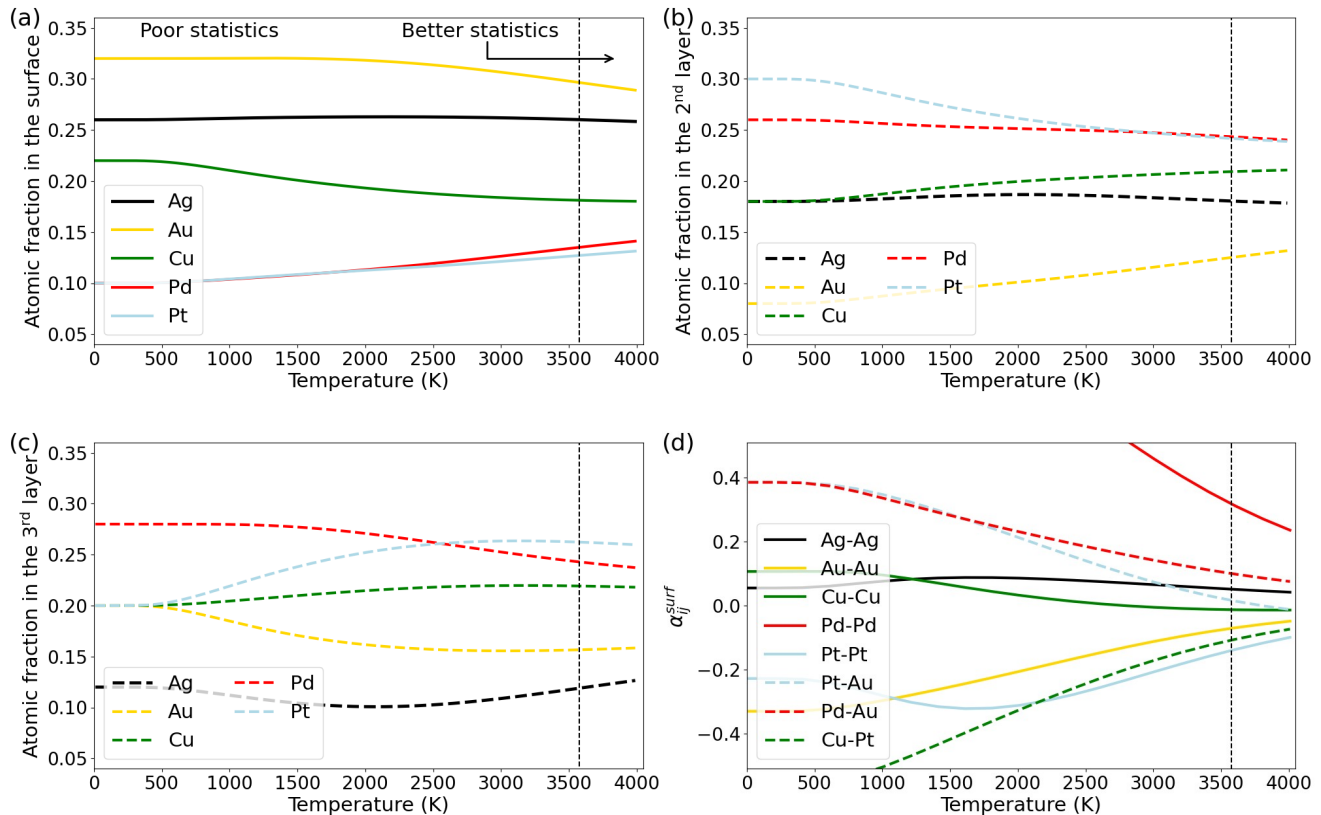 (a)
Poor statistics
Better statistics
Atomic fraction in the surface
0.35
0.30
0.25
0.20
0.15
0.10
0.05
Ag
Au
Cu
Pd
Pt
0 500 1000 1500 2000 2500 3000 3500 4000
Temperature (K)
(b)
Atomic fraction in the 2nd layer
0.35
0.30
0.25
0.20
0.15
0.10
0.05
Ag Pd
Au Pt
Cu
0 500 1000 1500 2000 2500 3000 3500 4000
Temperature (K)
(c)
Atomic fraction in the 3rd layer
0.35
0.30
0.25
0.20
0.15
0.10
0.05
Ag Pd
Au Pt
Cu
0 500 1000 1500 2000 2500 3000 3500 4000
Temperature (K)
(d)
α_ij^surf
0.4
0.2
0.0
−0.2
−0.4
Ag-Ag
Au-Au
Cu-Cu
Pd-Pd
Pt-Pt
Pt-Au
Pd-Au
Cu-Pt
0 500 1000 1500 2000 2500 3000 3500 4000
Temperature (K)